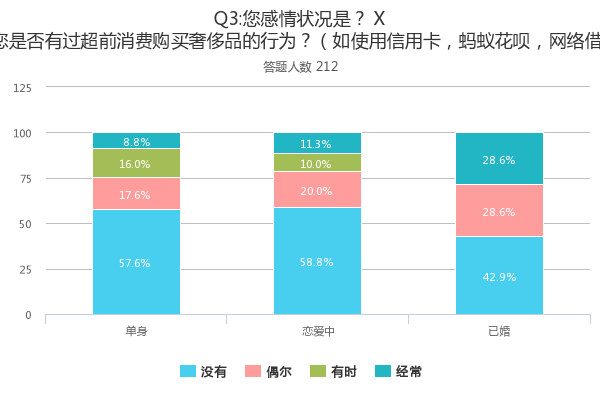 Q3:您感情状况是？ X
您是否有过超前消费购买奢侈品的行为？（如使用信用卡，蚂蚁花呗，网络借
答题人数 212
125
100
75
50
25
0
8.8%
16.0%
17.6%
57.6%
11.3%
10.0%
20.0%
58.8%
28.6%
28.6%
42.9%
单身
恋爱中
已婚
没有
偶尔
有时
经常